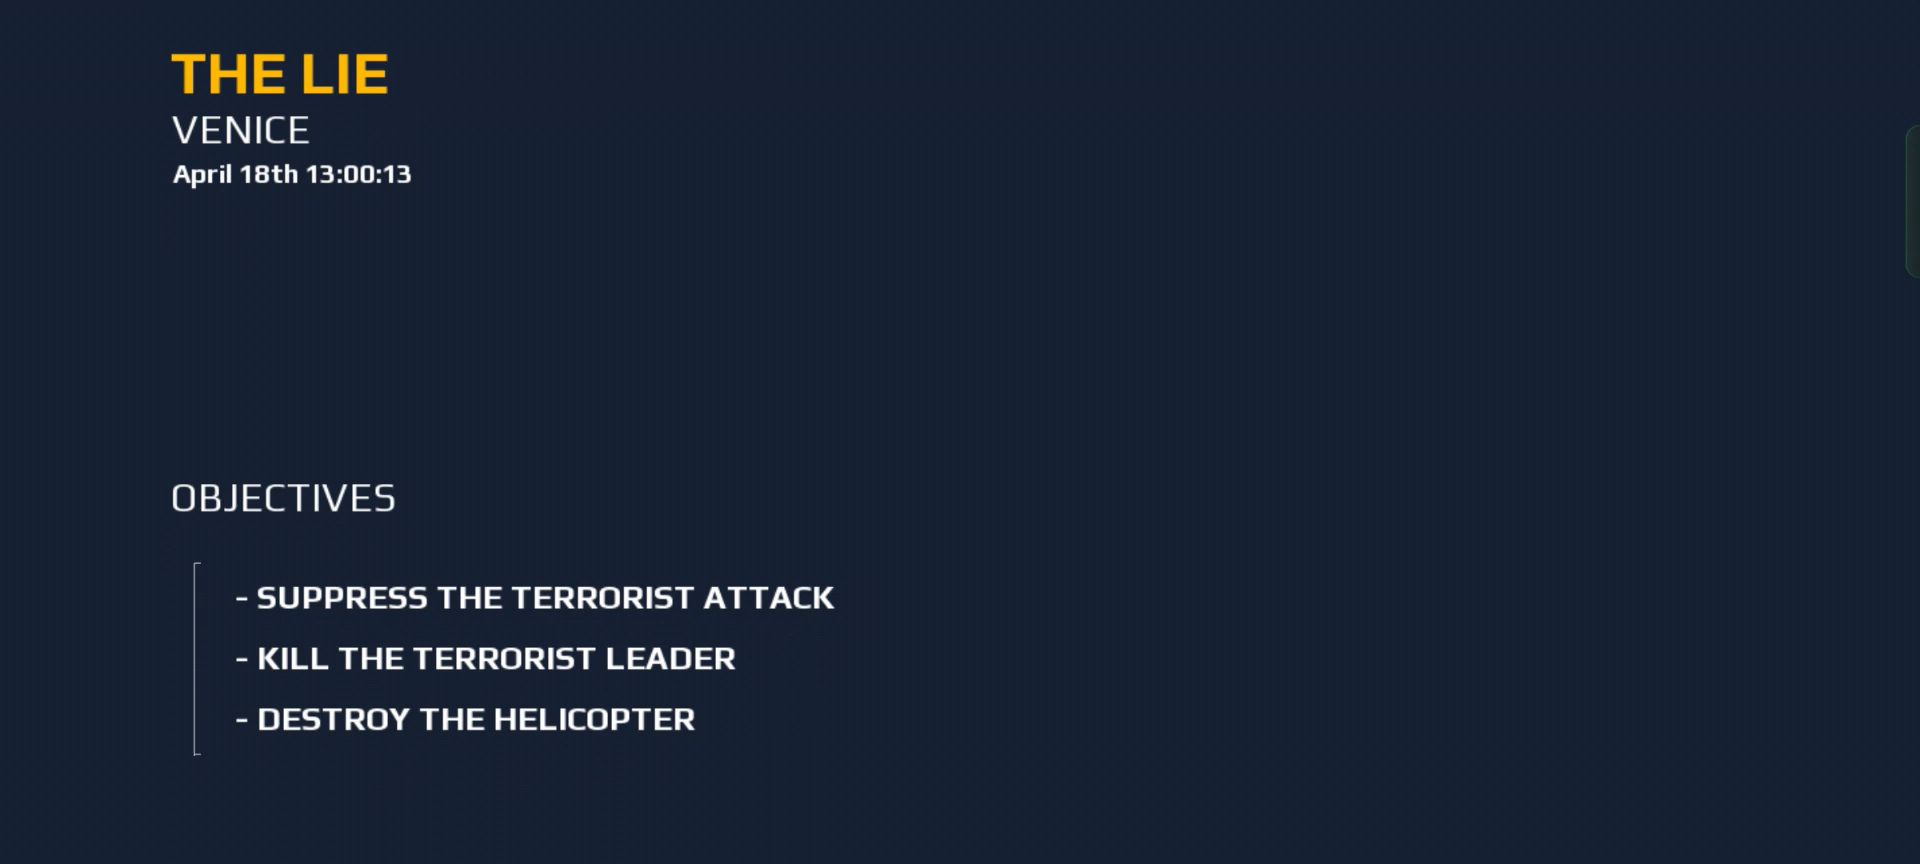 THE LIE
VENICE
April 18th 13:00:13
OBJECTIVES
- SUPPRESS THE TERRORIST ATTACK
- KILL THE TERRORIST LEADER
- DESTROY THE HELICOPTER